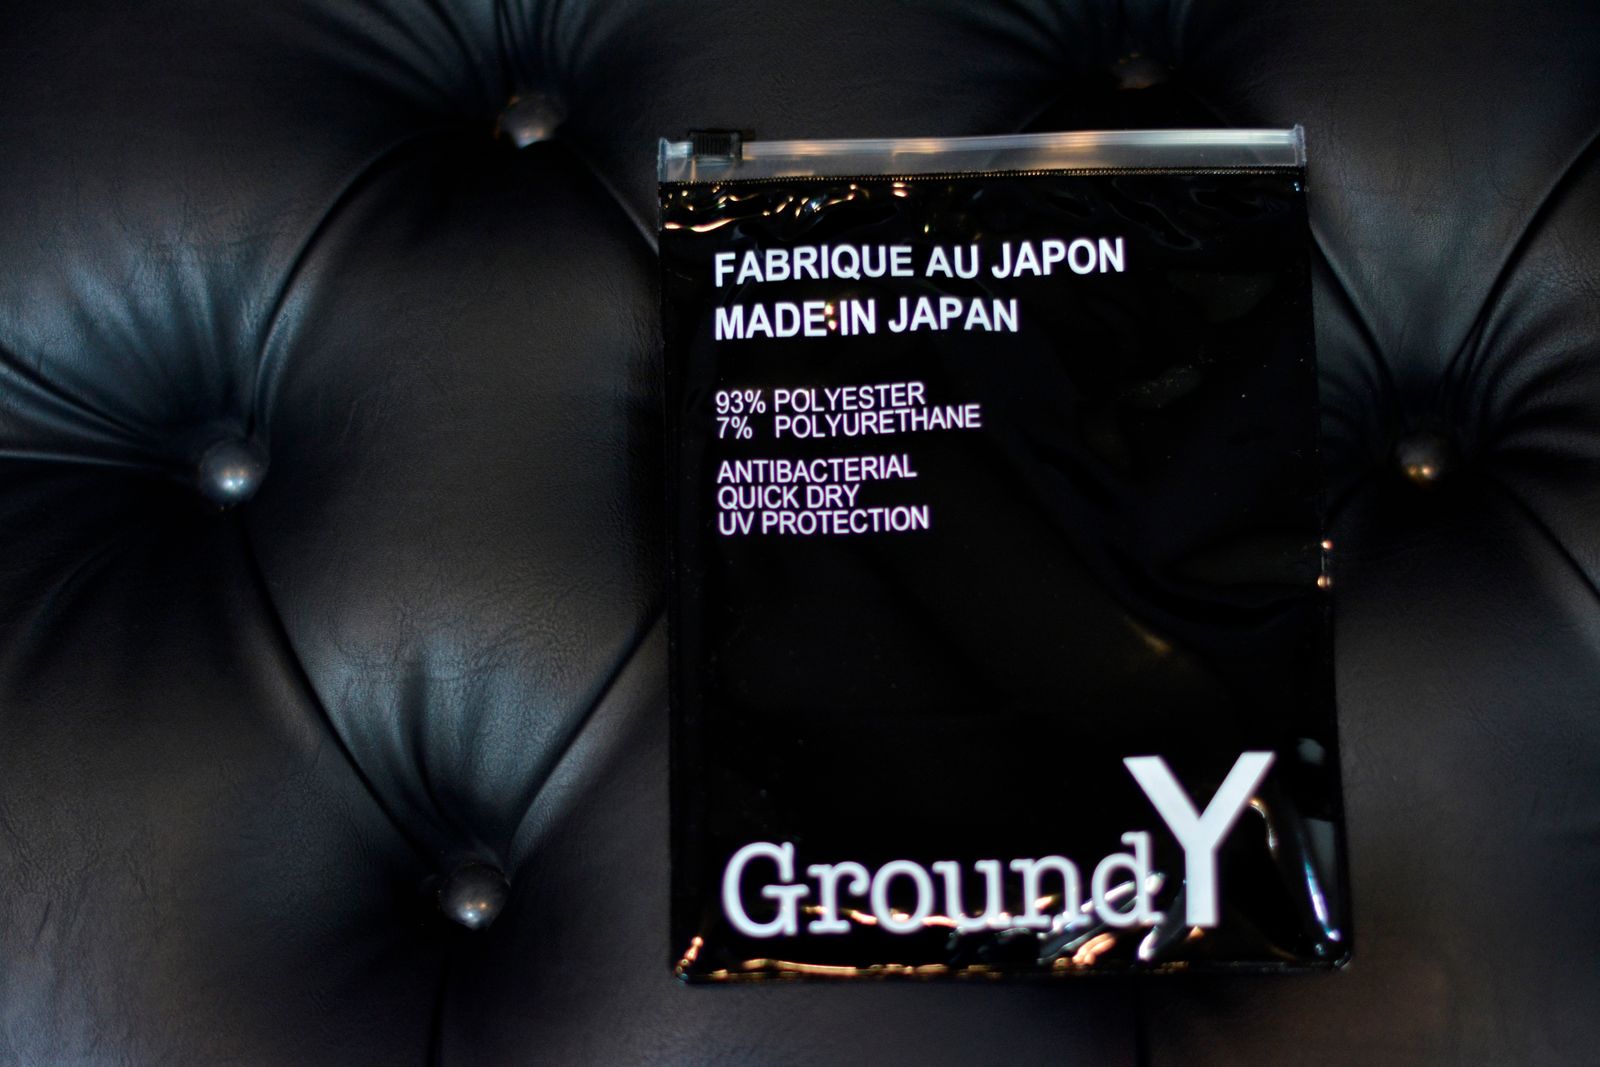 FABRIQUE AU JAPON
MADE IN JAPAN
93% POLYESTER
7% POLYURETHANE
ANTIBACTERIAL
QUICK DRY
UV PROTECTION
GroundY